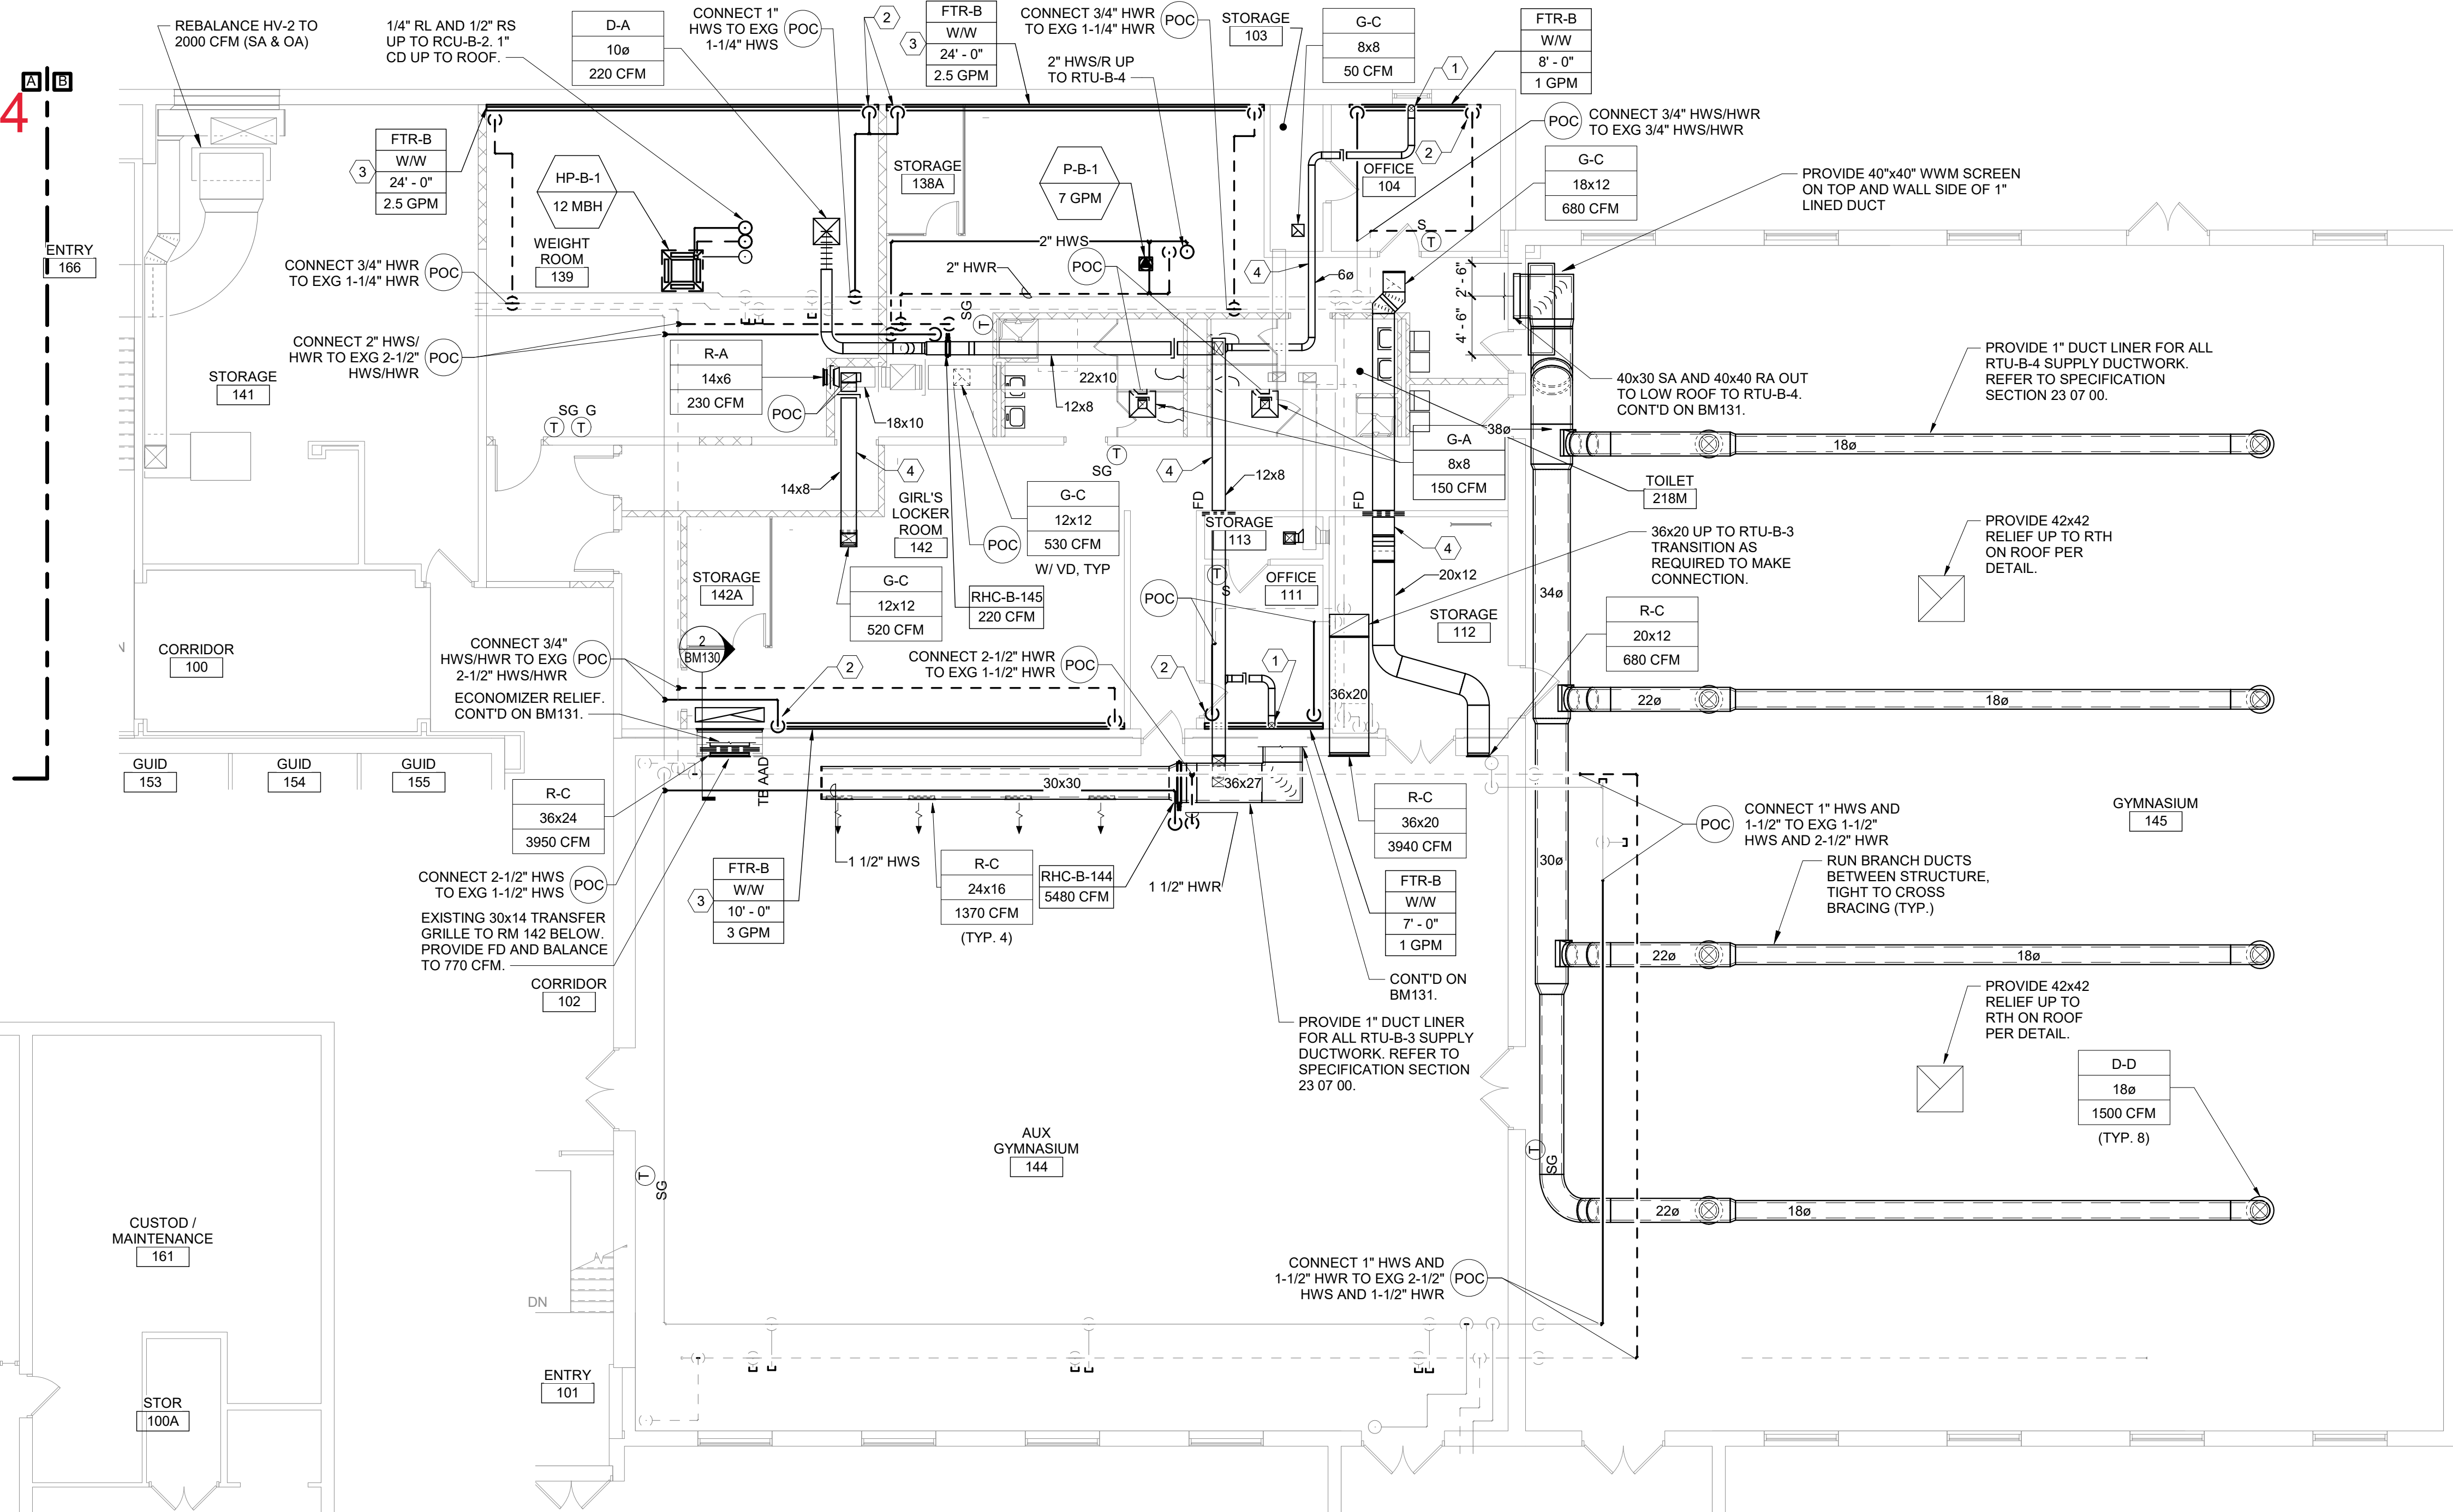 REBALANCE HV-2 TO
2000 CFM (SA & OA)
1/4" RL AND 1/2" RS
UP TO RCU-B-2. 1"
CD UP TO ROOF.
D-A
10ø
220 CFM
CONNECT 1"
HWS TO EXG
1-1/4" HWS
POC
2
FTR-B
W/W
24' - 0"
2.5 GPM
3
CONNECT 3/4" HWR
TO EXG 1-1/4" HWR
POC
2" HWS/R UP
TO RTU-B-4
STORAGE
103
G-C
8x8
50 CFM
1
FTR-B
W/W
8' - 0"
1 GPM
A
B
4
POC
CONNECT 3/4" HWS/HWR
TO EXG 3/4" HWS/HWR
FTR-B
W/W
24' - 0"
2.5 GPM
3
HP-B-1
12 MBH
STORAGE
138A
P-B-1
7 GPM
OFFICE
104
2
G-C
18x12
680 CFM
PROVIDE 40"x40" WWM SCREEN
ON TOP AND WALL SIDE OF 1"
LINED DUCT
ENTRY
166
WEIGHT
ROOM
139
CONNECT 3/4" HWR
TO EXG 1-1/4" HWR
POC
2" HWS
2" HWR
POC
4
6ø
S
T
2' - 6"
4' - 6"
CONNECT 2" HWS/
HWR TO EXG 2-1/2"
HWS/HWR
POC
SG
T
R-A
14x6
230 CFM
POC
STORAGE
141
SG G
T
T
18x10
22x10
12x8
40x30 SA AND 40x40 RA OUT
TO LOW ROOF TO RTU-B-4.
CONT'D ON BM131.
PROVIDE 1" DUCT LINER FOR ALL
RTU-B-4 SUPPLY DUCTWORK.
REFER TO SPECIFICATION
SECTION 23 07 00.
38ø
18ø
G-A
8x8
150 CFM
TOILET
218M
14x8
4
GIRL'S
LOCKER
ROOM
142
T
SG
4
12x8
FD
FD
G-C
12x12
530 CFM
W/ VD, TYP
POC
STORAGE
113
4
20x12
36x20 UP TO RTU-B-3
TRANSITION AS
REQUIRED TO MAKE
CONNECTION.
PROVIDE 42x42
RELIEF UP TO RTH
ON ROOF PER
DETAIL.
STORAGE
142A
G-C
12x12
520 CFM
RHC-B-145
220 CFM
POC
T
S
OFFICE
111
STORAGE
112
34ø
R-C
20x12
680 CFM
CORRIDOR
100
2
BM130
CONNECT 3/4"
HWS/HWR TO EXG
2-1/2" HWS/HWR
POC
ECONOMIZER RELIEF.
CONT'D ON BM131.
2
CONNECT 2-1/2" HWR
TO EXG 1-1/2" HWR
POC
2
1
36x20
22ø
18ø
GUID
153
GUID
154
GUID
155
TB AAD
30x30
36x27
R-C
36x24
3950 CFM
R-C
36x20
3940 CFM
POC
CONNECT 1" HWS AND
1-1/2" TO EXG 1-1/2"
HWS AND 2-1/2" HWR
GYMNASIUM
145
CONNECT 2-1/2" HWS
TO EXG 1-1/2" HWS
POC
3
FTR-B
W/W
10' - 0"
3 GPM
1 1/2" HWS
R-C
24x16
1370 CFM
(TYP. 4)
RHC-B-144
5480 CFM
1 1/2" HWR
FTR-B
W/W
7' - 0"
1 GPM
30ø
RUN BRANCH DUCTS
BETWEEN STRUCTURE,
TIGHT TO CROSS
BRACING (TYP.)
EXISTING 30x14 TRANSFER
GRILLE TO RM 142 BELOW.
PROVIDE FD AND BALANCE
TO 770 CFM.
22ø
18ø
CORRIDOR
102
CONT'D ON
BM131.
PROVIDE 42x42
RELIEF UP TO
RTH ON ROOF
PER DETAIL.
PROVIDE 1" DUCT LINER
FOR ALL RTU-B-3 SUPPLY
DUCTWORK. REFER TO
SPECIFICATION SECTION
23 07 00.
D-D
18ø
1500 CFM
(TYP. 8)
AUX
GYMNASIUM
144
T
SG
T
SG
22ø
18ø
CUSTOD /
MAINTENANCE
161
CONNECT 1" HWS AND
1-1/2" HWR TO EXG 2-1/2"
HWS AND 1-1/2" HWR
POC
DN
ENTRY
101
STOR
100A